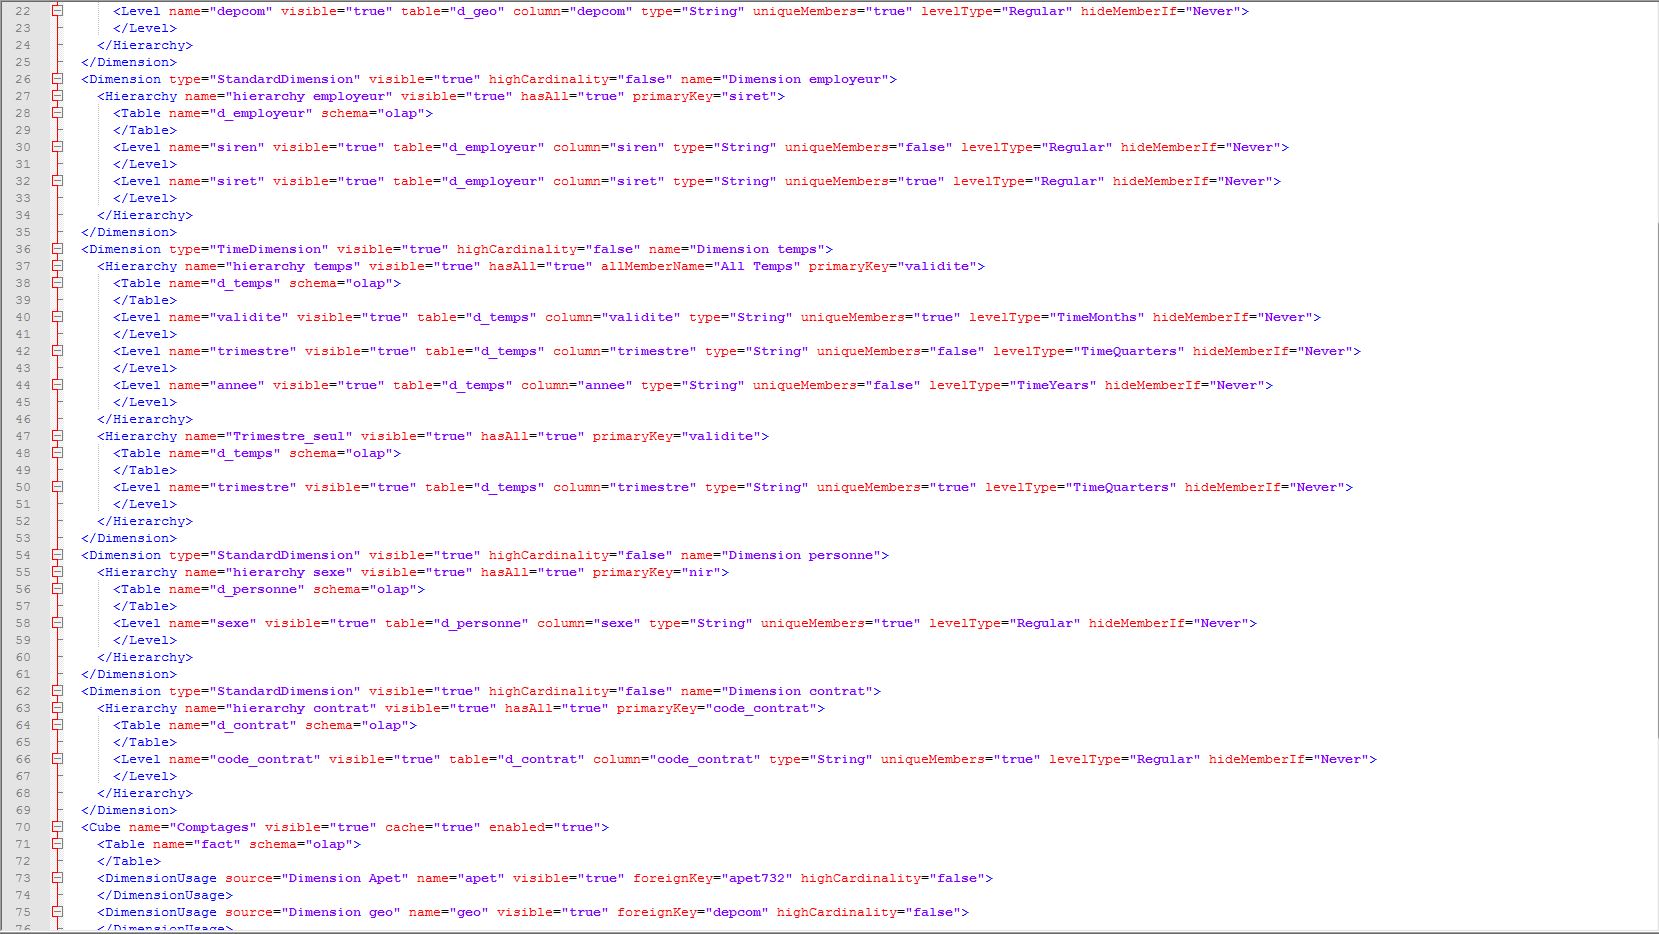 22 <Level name="depcom" visible="true" table="d_geo" column="depcom" type="String" uniqueMembers="true" levelType="Regular" hideMemberIf="Never">
23 </Level>
24 </Hierarchy>
25 </Dimension>
26 <Dimension type="StandardDimension" visible="true" highCardinality="false" name="Dimension employeur">
27 <Hierarchy name="hierarchy employeur" visible="true" hasAll="true" primaryKey="siret">
28 <Table name="d_employeur" schema="olap">
29 </Table>
30 <Level name="siren" visible="true" table="d_employeur" column="siren" type="String" uniqueMembers="false" levelType="Regular" hideMemberIf="Never">
31 </Level>
32 <Level name="siret" visible="true" table="d_employeur" column="siret" type="String" uniqueMembers="true" levelType="Regular" hideMemberIf="Never">
33 </Level>
34 </Hierarchy>
35 </Dimension>
36 <Dimension type="TimeDimension" visible="true" highCardinality="false" name="Dimension temps">
37 <Hierarchy name="hierarchy temps" visible="true" hasAll="true" allMemberName="All Temps" primaryKey="validite">
38 <Table name="d_temps" schema="olap">
39 </Table>
40 <Level name="validite" visible="true" table="d_temps" column="validite" type="String" uniqueMembers="true" levelType="TimeMonths" hideMemberIf="Never">
41 </Level>
42 <Level name="trimestre" visible="true" table="d_temps" column="trimestre" type="String" uniqueMembers="false" levelType="TimeQuarters" hideMemberIf="Never">
43 </Level>
44 <Level name="annee" visible="true" table="d_temps" column="annee" type="String" uniqueMembers="false" levelType="TimeYears" hideMemberIf="Never">
45 </Level>
46 </Hierarchy>
47 <Hierarchy name="Trimestre_seul" visible="true" hasAll="true" primaryKey="validite">
48 <Table name="d_temps" schema="olap">
49 </Table>
50 <Level name="trimestre" visible="true" table="d_temps" column="trimestre" type="String" uniqueMembers="true" levelType="TimeQuarters" hideMemberIf="Never">
51 </Level>
52 </Hierarchy>
53 </Dimension>
54 <Dimension type="StandardDimension" visible="true" highCardinality="false" name="Dimension personne">
55 <Hierarchy name="hierarchy sexe" visible="true" hasAll="true" primaryKey="nir">
56 <Table name="d_personne" schema="olap">
57 </Table>
58 <Level name="sexe" visible="true" table="d_personne" column="sexe" type="String" uniqueMembers="true" levelType="Regular" hideMemberIf="Never">
59 </Level>
60 </Hierarchy>
61 </Dimension>
62 <Dimension type="StandardDimension" visible="true" highCardinality="false" name="Dimension contrat">
63 <Hierarchy name="hierarchy contrat" visible="true" hasAll="true" primaryKey="code_contrat">
64 <Table name="d_contrat" schema="olap">
65 </Table>
66 <Level name="code_contrat" visible="true" table="d_contrat" column="code_contrat" type="String" uniqueMembers="true" levelType="Regular" hideMemberIf="Never">
67 </Level>
68 </Hierarchy>
69 </Dimension>
70 <Cube name="Comptages" visible="true" cache="true" enabled="true">
71 <Table name="fact" schema="olap">
72 </Table>
73 <DimensionUsage source="Dimension Apet" name="apet" visible="true" foreignKey="apet732" highCardinality="false">
74 </DimensionUsage>
75 <DimensionUsage source="Dimension geo" name="geo" visible="true" foreignKey="depcom" highCardinality="false">
76 </DimensionUsage>